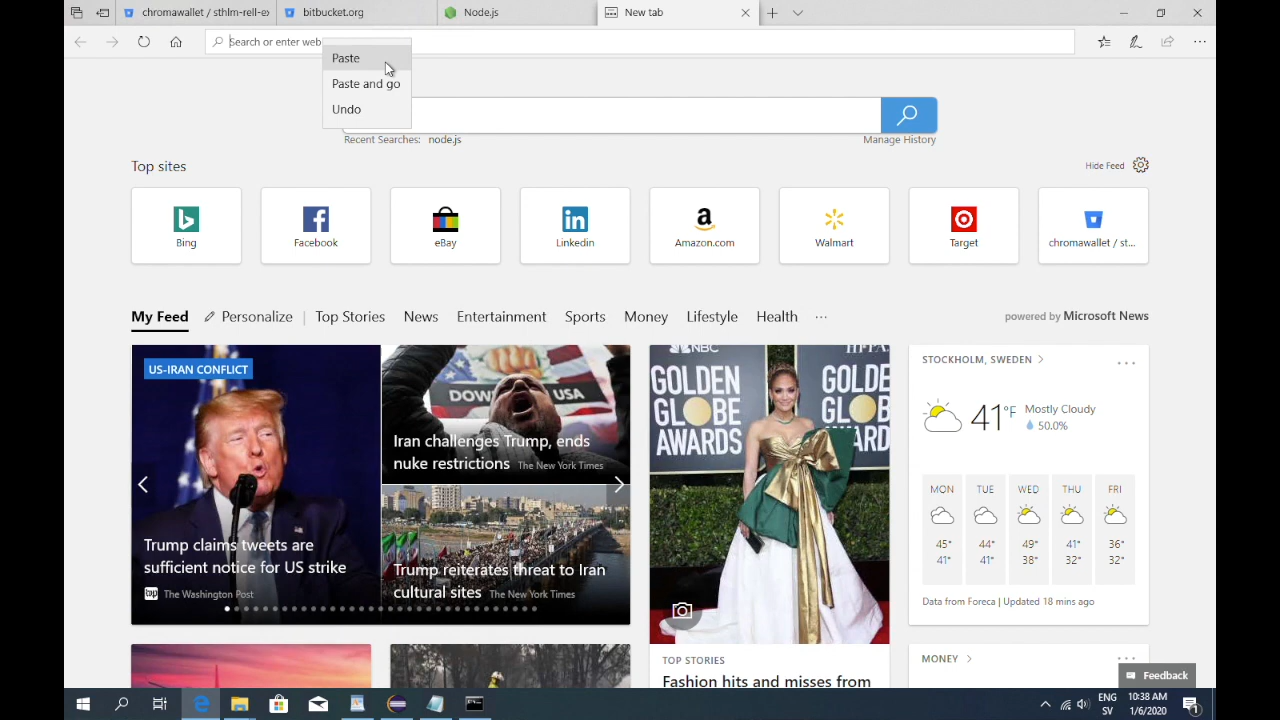 chromawallet / sthlm-rell-ex
bitbucket.org
Node.js
New tab
Search or enter web
Paste
Paste and go
Undo
Recent Searches: node.js
Manage History
Top sites
Hide Feed
Bing
Facebook
eBay
Linkedin
Amazon.com
Walmart
Target
chromawallet / st...
My Feed
Personalize
Top Stories
News
Entertainment
Sports
Money
Lifestyle
Health
...
powered by Microsoft News
US-IRAN CONFLICT
Trump claims tweets are
sufficient notice for US strike
The Washington Post
DOWN
USA
Iran challenges Trump, ends
nuke restrictions The New York Times
Trump reiterates threat to Iran
cultural sites The New York Times
NBC
GOLDEN
GLOBE
AWARDS
TOP STORIES
Fashion hits and misses from
STOCKHOLM, SWEDEN
41°F
Mostly Cloudy
50.0%
MON TUE WED THU FRI
45° 44° 49° 41° 36°
41° 41° 38° 32° 32°
Data from Foreca | Updated 18 mins ago
MONEY
Feedback
ENG
SV
10:38 AM
1/6/2020
1